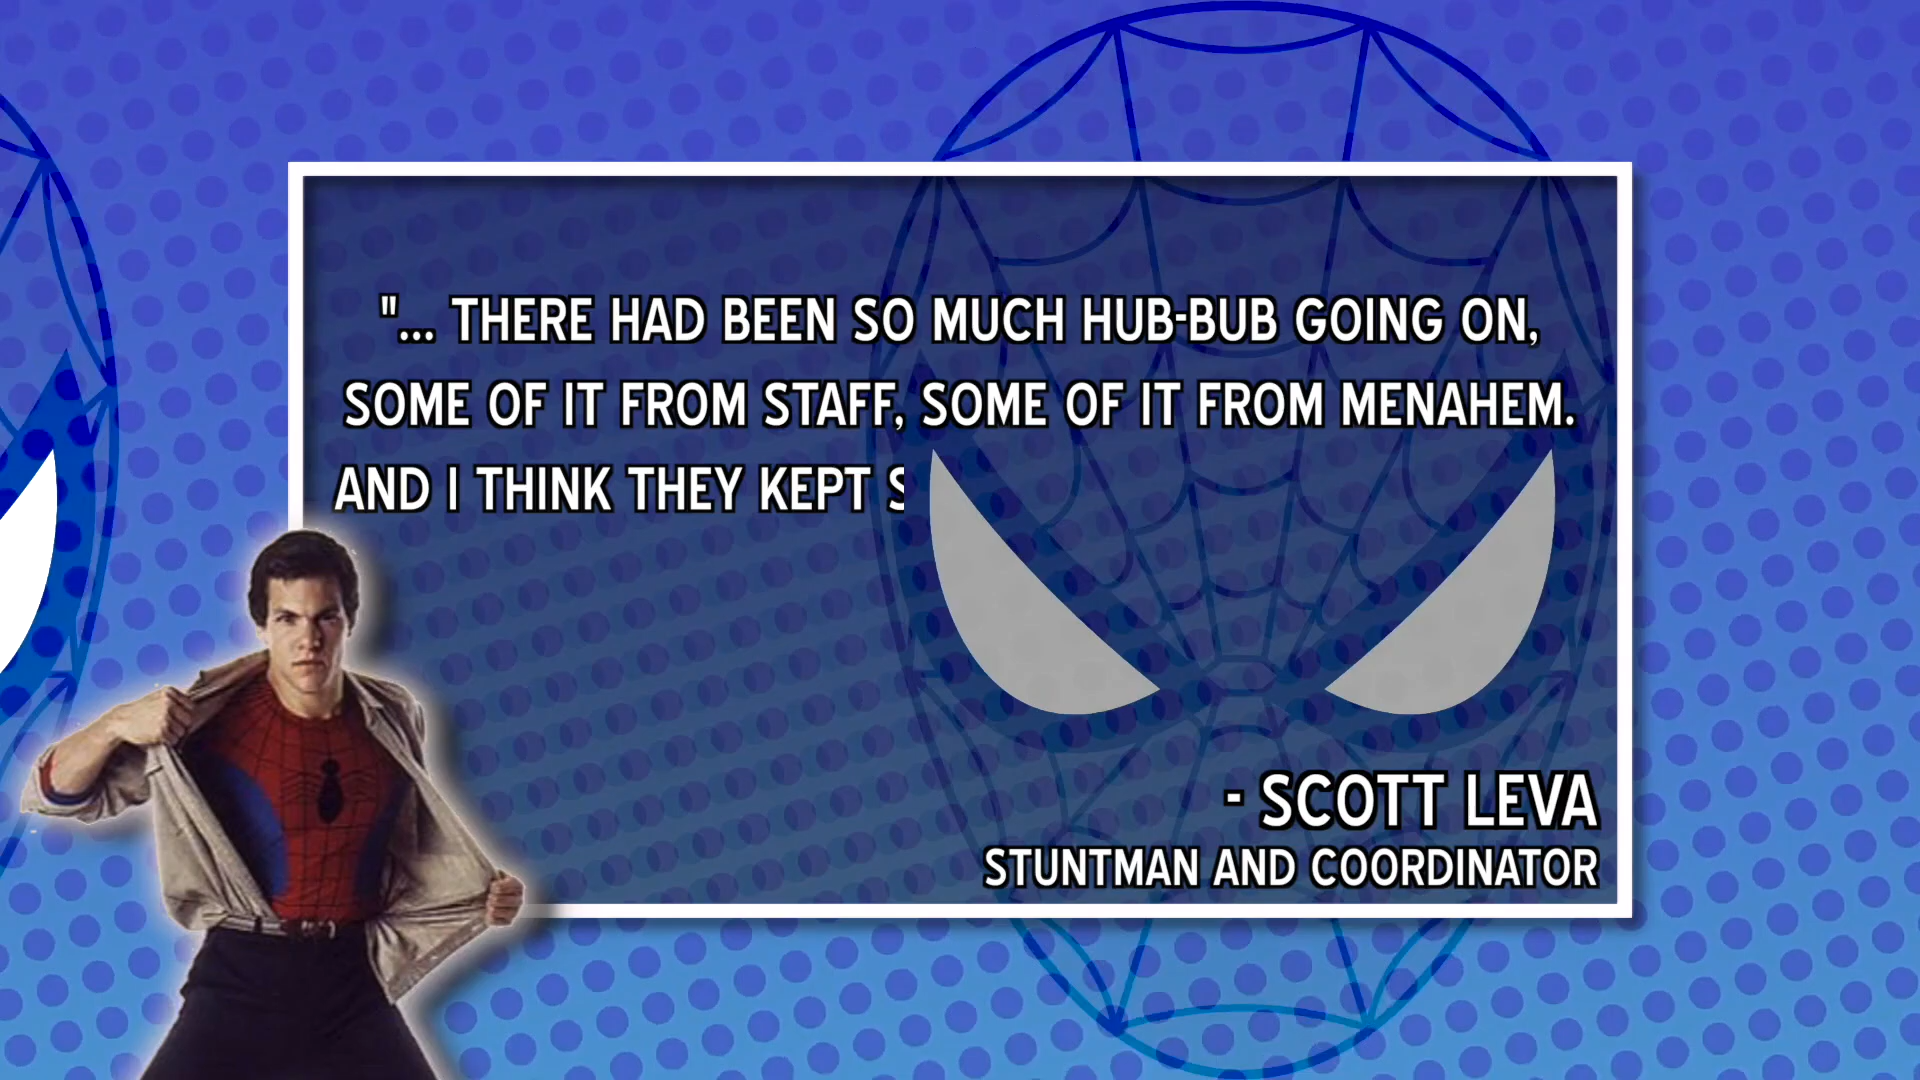 "... THERE HAD BEEN SO MUCH HUB-BUB GOING ON,
SOME OF IT FROM STAFF, SOME OF IT FROM MENAHEM.
AND I THINK THEY KEPT S
- SCOTT LEVA
STUNTMAN AND COORDINATOR